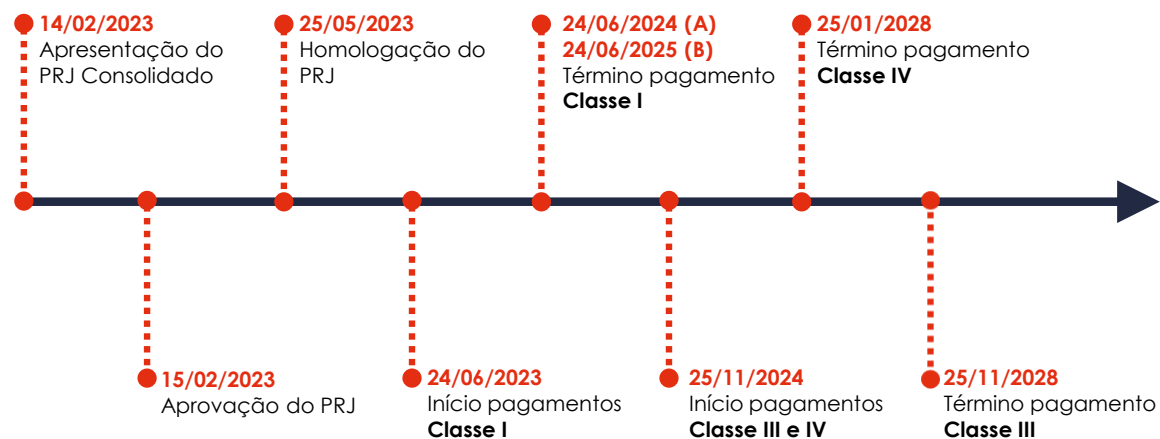 14/02/2023
Apresentação do
PRJ Consolidado
25/05/2023
Homologação do
PRJ
24/06/2024 (A)
24/06/2025 (B)
Término pagamento
Classe I
25/01/2028
Término pagamento
Classe IV
15/02/2023
Aprovação do PRJ
24/06/2023
Início pagamentos
Classe I
25/11/2024
Início pagamentos
Classe III e IV
25/11/2028
Término pagamento
Classe III